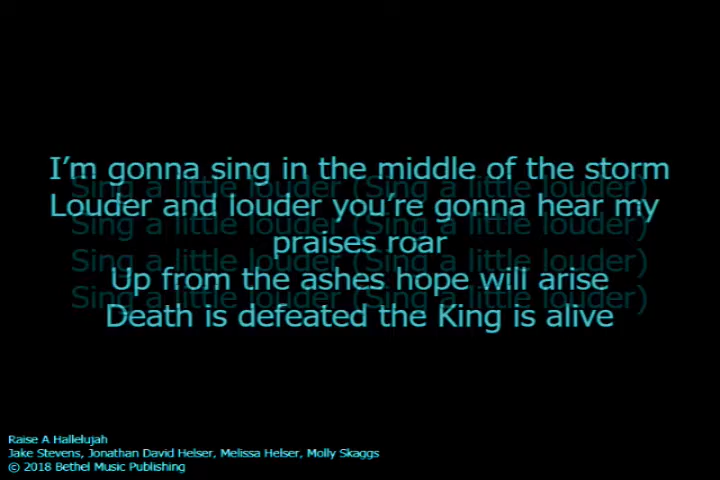 I'm gonna sing in the middle of the storm
Sing a little louder (Sing a little louder)
Louder and louder you're gonna hear my
Sing a little louder (Sing a little louder)
praises roar
Sing a little louder (Sing a little louder)
Up from the ashes hope will arise
Sing a little louder (Sing a little louder)
Death is defeated the King is alive
Raise A Hallelujah
Jake Stevens, Jonathan David Helser, Melissa Helser, Molly Skaggs
© 2018 Bethel Music Publishing